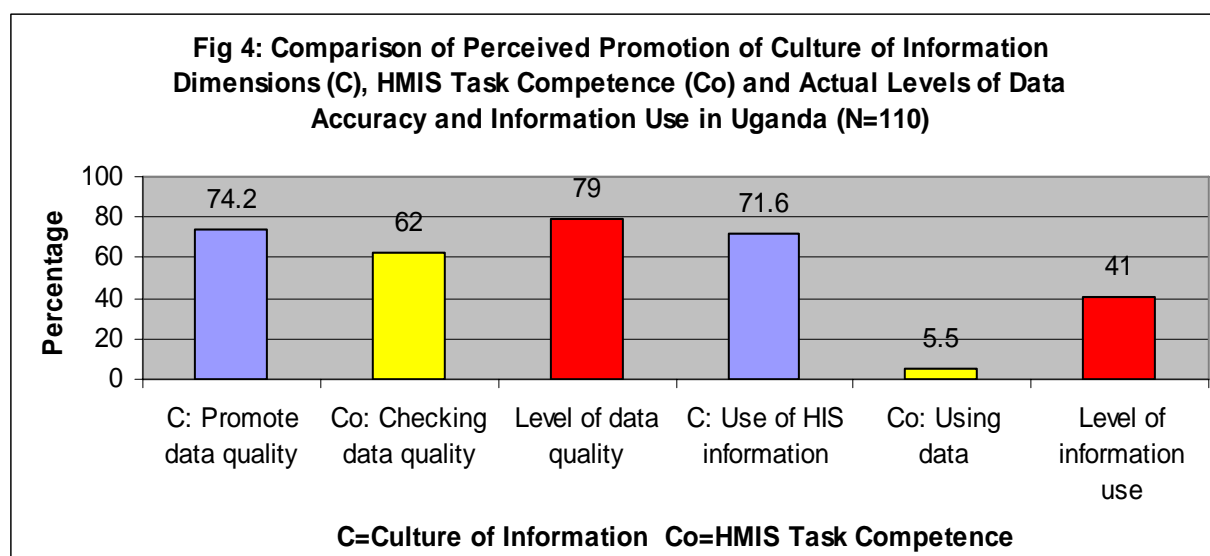 Fig 4: Comparison of Perceived Promotion of Culture of Information
Dimensions (C), HMIS Task Competence (Co) and Actual Levels of Data
Accuracy and Information Use in Uganda (N=110)
Percentage
100
80
60
40
20
0
74.2
62
79
71.6
5.5
41
C: Promote
data quality
Co: Checking
data quality
Level of data
quality
C: Use of HIS
information
Co: Using
data
Level of
information
use
C=Culture of Information  Co=HMIS Task Competence